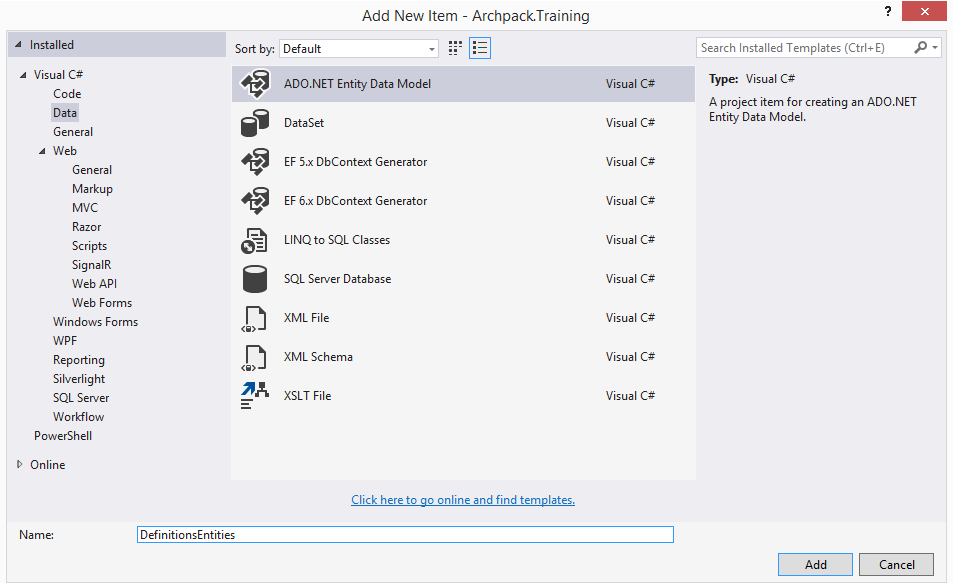 Add New Item - Archpack.Training
?
Installed
Sort by: Default
Search Installed Templates (Ctrl+E)
Visual C#
Code
Data
General
Web
General
Markup
MVC
Razor
Scripts
SignalR
Web API
Web Forms
Windows Forms
WPF
Reporting
Silverlight
SQL Server
Workflow
PowerShell
Online
ADO.NET Entity Data Model Visual C#
DataSet Visual C#
EF 5.x DbContext Generator Visual C#
EF 6.x DbContext Generator Visual C#
LINQ to SQL Classes Visual C#
SQL Server Database Visual C#
XML File Visual C#
XML Schema Visual C#
XSLT File Visual C#
Type: Visual C#
A project item for creating an ADO.NET
Entity Data Model.
Click here to go online and find templates.
Name: DefinitionsEntities
Add Cancel